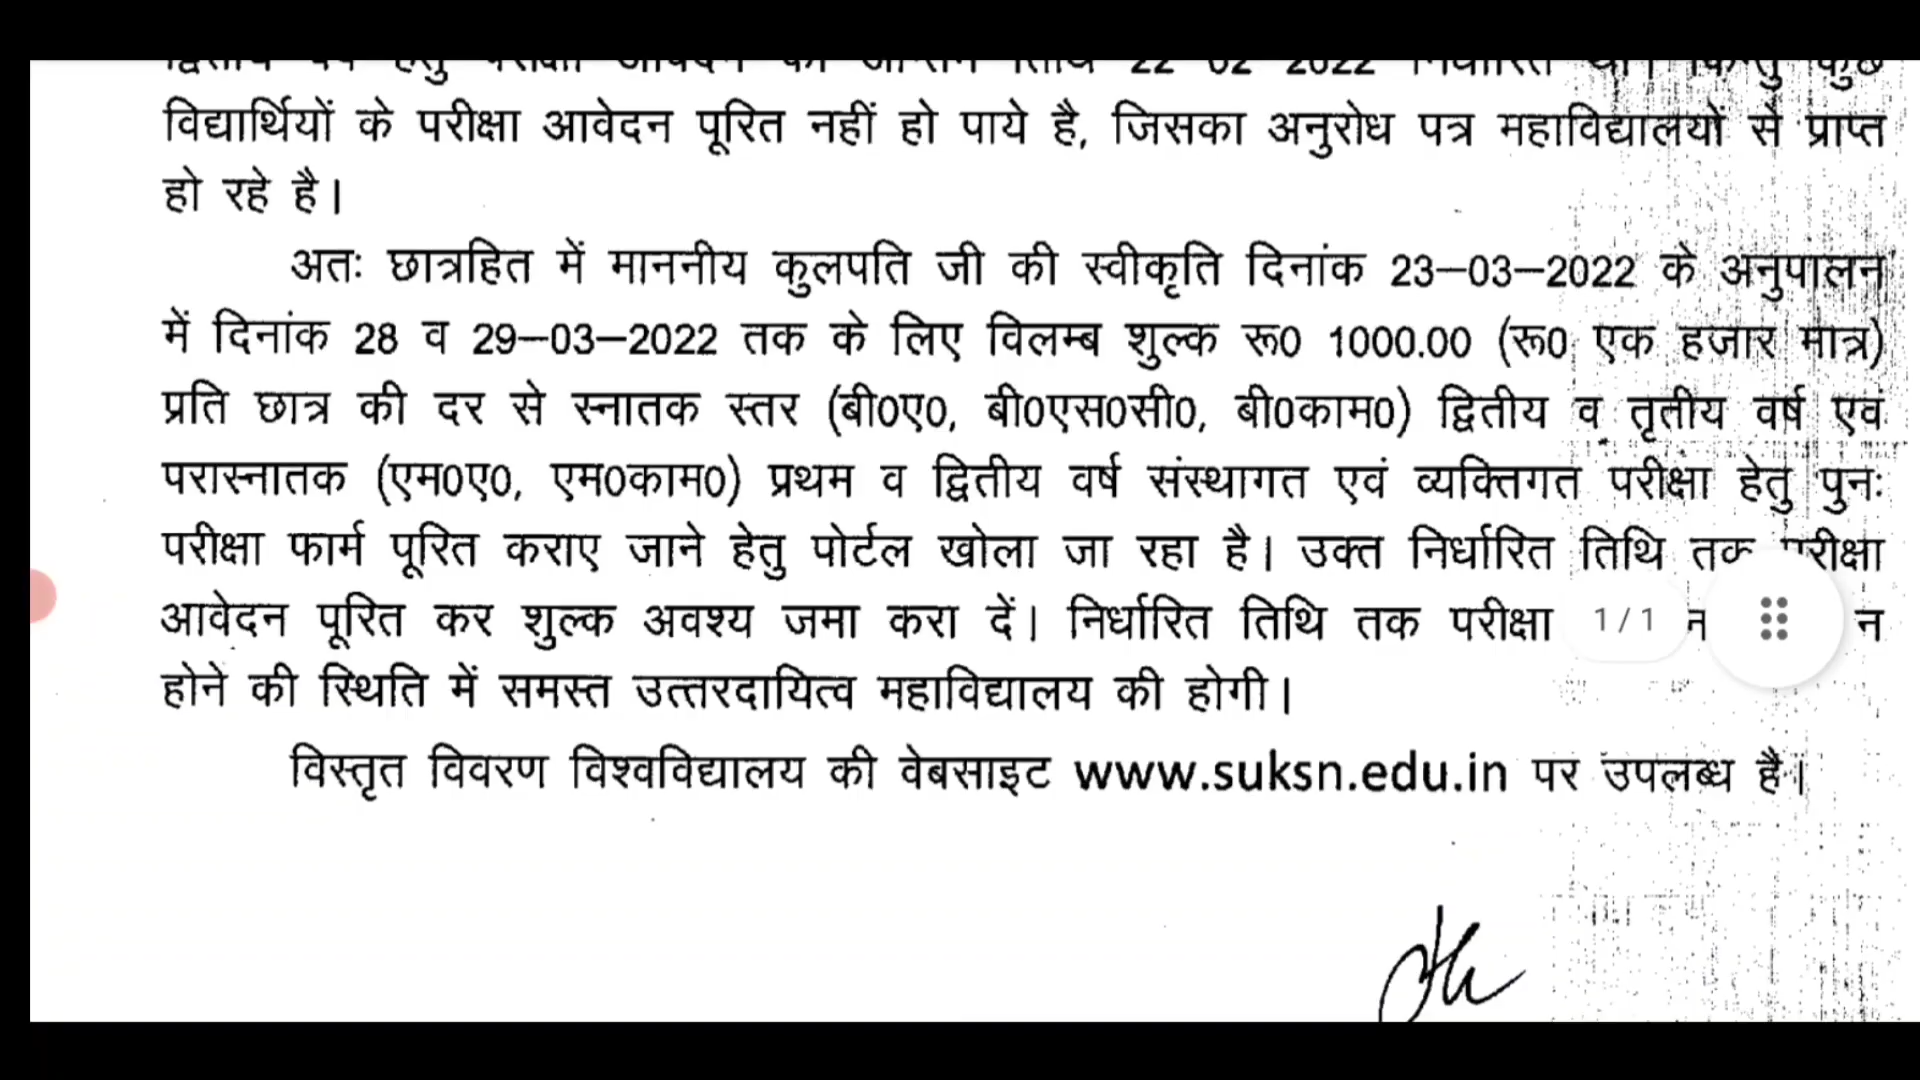 22 02 2022
विद्यार्थियों के परीक्षा आवेदन पूरित नहीं हो पाये है, जिसका अनुरोध पत्र महाविद्यालयों से प्राप्त
हो रहे है।
अतः छात्रहित में माननीय कुलपति जी की स्वीकृति दिनांक 23–03–2022 के अनुपालन
में दिनांक 28 व 29–03–2022 तक के लिए विलम्ब शुल्क रू0 1000.00 (रू0 एक हजार मात्र)
प्रति छात्र की दर से स्नातक स्तर (बी0ए0, बी0एस0सी0, बी0काम0) द्वितीय व तृतीय वर्ष एवं
परास्नातक (एम0ए0, एम0काम0) प्रथम व द्वितीय वर्ष संस्थागत एवं व्यक्तिगत परीक्षा हेतु पुनः
परीक्षा फार्म पूरित कराए जाने हेतु पोर्टल खोला जा रहा है। उक्त निर्धारित तिथि तक परीक्षा
आवेदन पूरित कर शुल्क अवश्य जमा करा दें। निर्धारित तिथि तक परीक्षा 1 / 1 न
होने की स्थिति में समस्त उत्तरदायित्व महाविद्यालय की होगी।
विस्तृत विवरण विश्वविद्यालय की वेबसाइट www.suksn.edu.in पर उपलब्ध है।